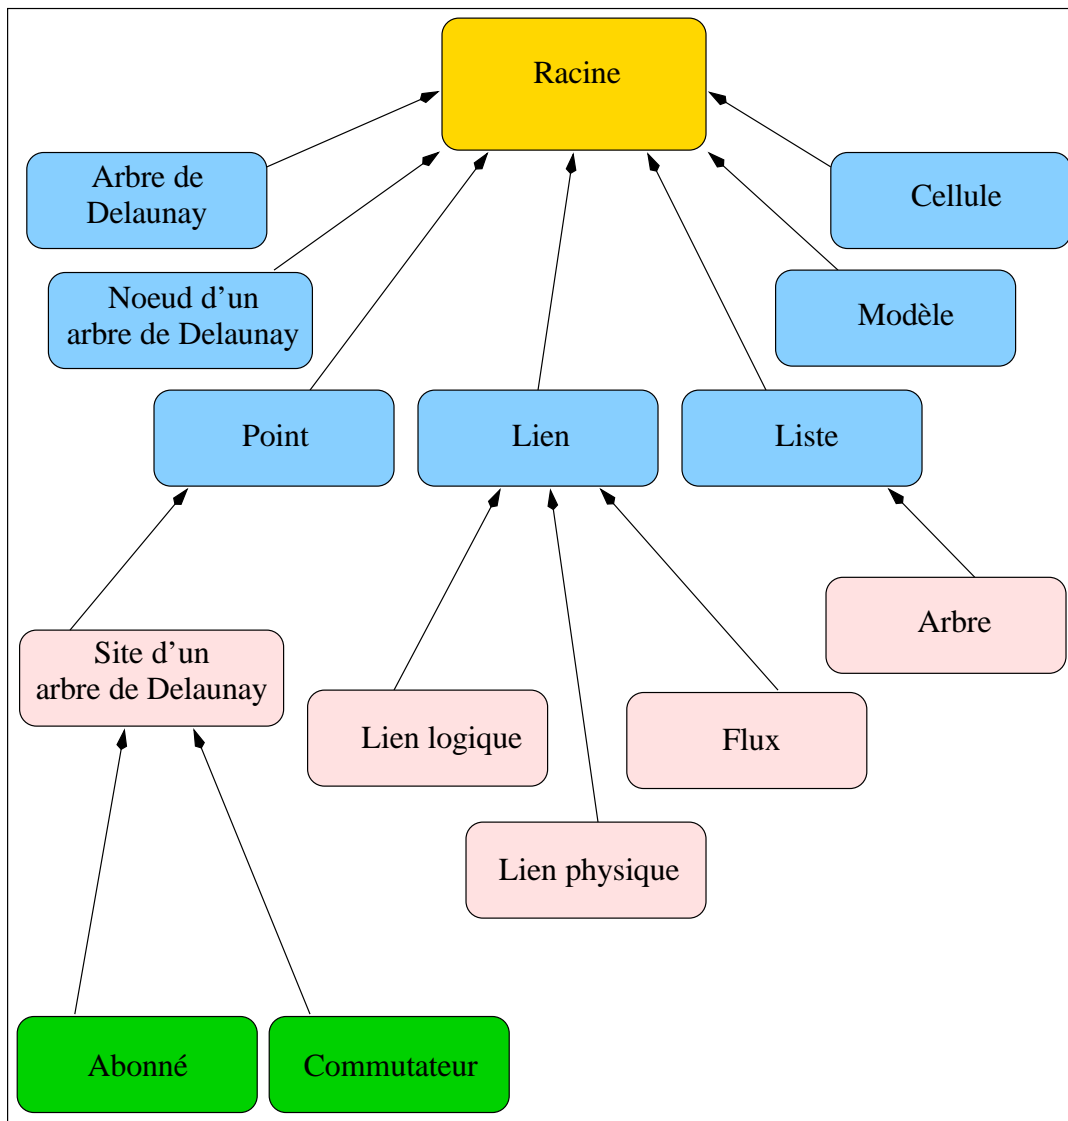 Racine
Arbre de
Delaunay
Cellule
Noeud d’un
arbre de Delaunay
Modèle
Point
Lien
Liste
Arbre
Site d’un
arbre de Delaunay
Lien logique
Flux
Lien physique
Abonné
Commutateur